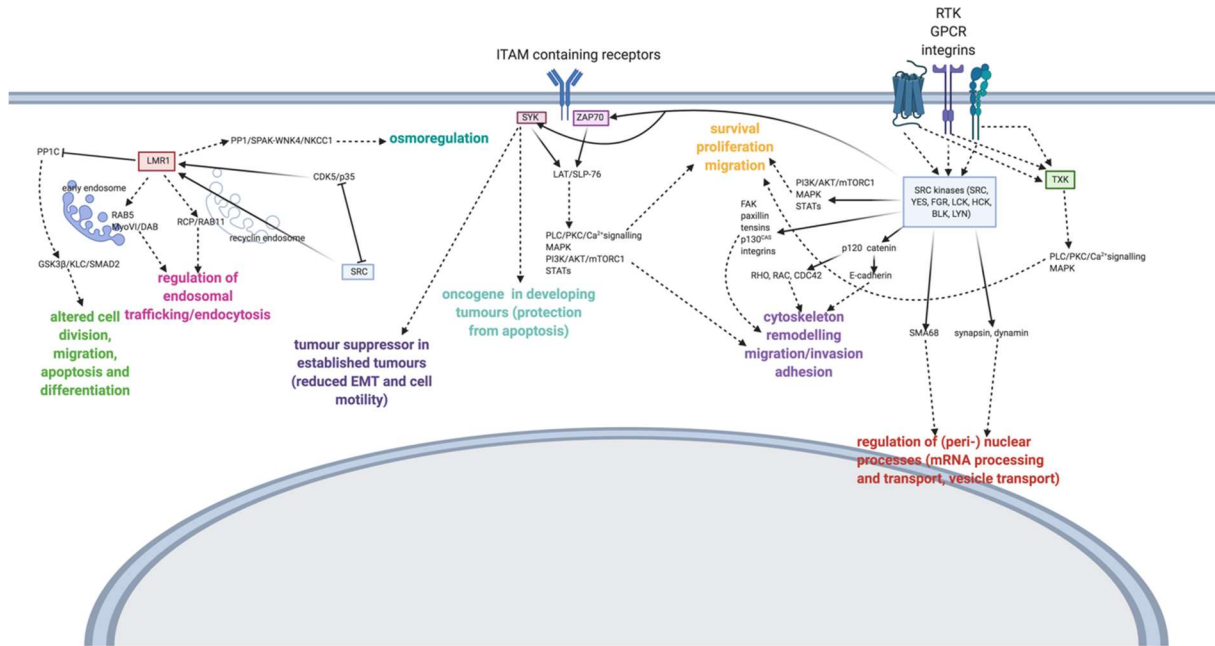 RTK
GPCR
integrins
ITAM containing receptors
SYK
ZAP70
survival
proliferation
migration
PP1/SPAK-WNK4/NKCC1
osmoregulation
PP1C
LMR1
CDK5/p35
LAT/SLP-76
TXK
PI3K/AKT/mTORC1
MAPK
STATs
SRC kinases (SRC,
YES, FGR, LCK, HCK,
BLK, LYN)
early endosome
RAB5
MyoVI/DAB
RCP/RAB11
recyclin endosome
FAK
paxillin
tensins
p130CAS
integrins
PLC/PKC/Ca2+signalling
MAPK
PI3K/AKT/mTORC1
STATs
p120 catenin
PLC/PKC/Ca2+signalling
MAPK
GSK3β/KLC/SMAD2
SRC
RHO, RAC, CDC42
E-cadherin
regulation of
endosomal
trafficking/endocytosis
oncogene in developing
tumours (protection
from apoptosis)
altered cell
division,
migration,
apoptosis and
differentiation
cytoskeleton
remodelling
migration/invasion
adhesion
SMA68
synapsin, dynamin
tumour suppressor in
established tumours
(reduced EMT and cell
motility)
regulation of (peri-) nuclear
processes (mRNA processing
and transport, vesicle transport)